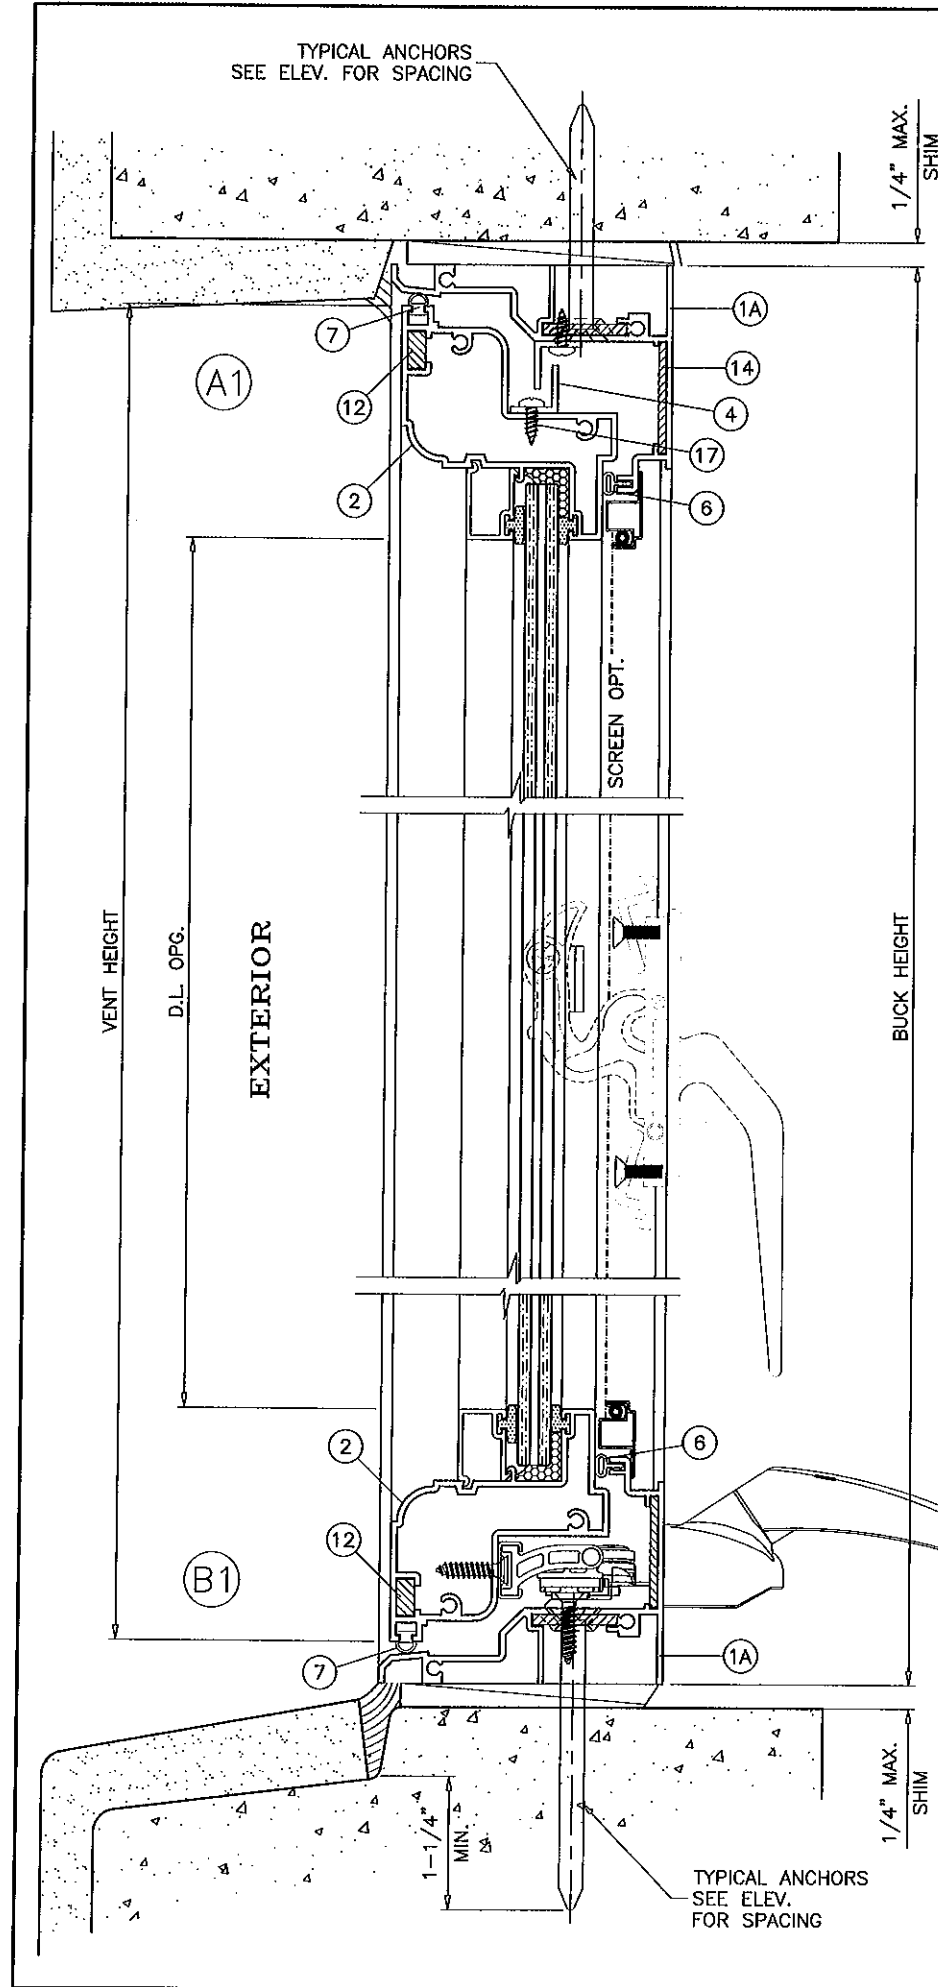 TYPICAL ANCHORS
SEE ELEV. FOR SPACING
1/4" MAX.
SHIM
1A
7
14
A1
12
4
17
2
6
SCREEN OPT.
VENT HEIGHT
D.L. OPG.
EXTERIOR
BUCK HEIGHT
2
6
12
B1
7
1A
1-1/4"
MIN.
1/4" MAX.
SHIM
TYPICAL ANCHORS
SEE ELEV.
FOR SPACING